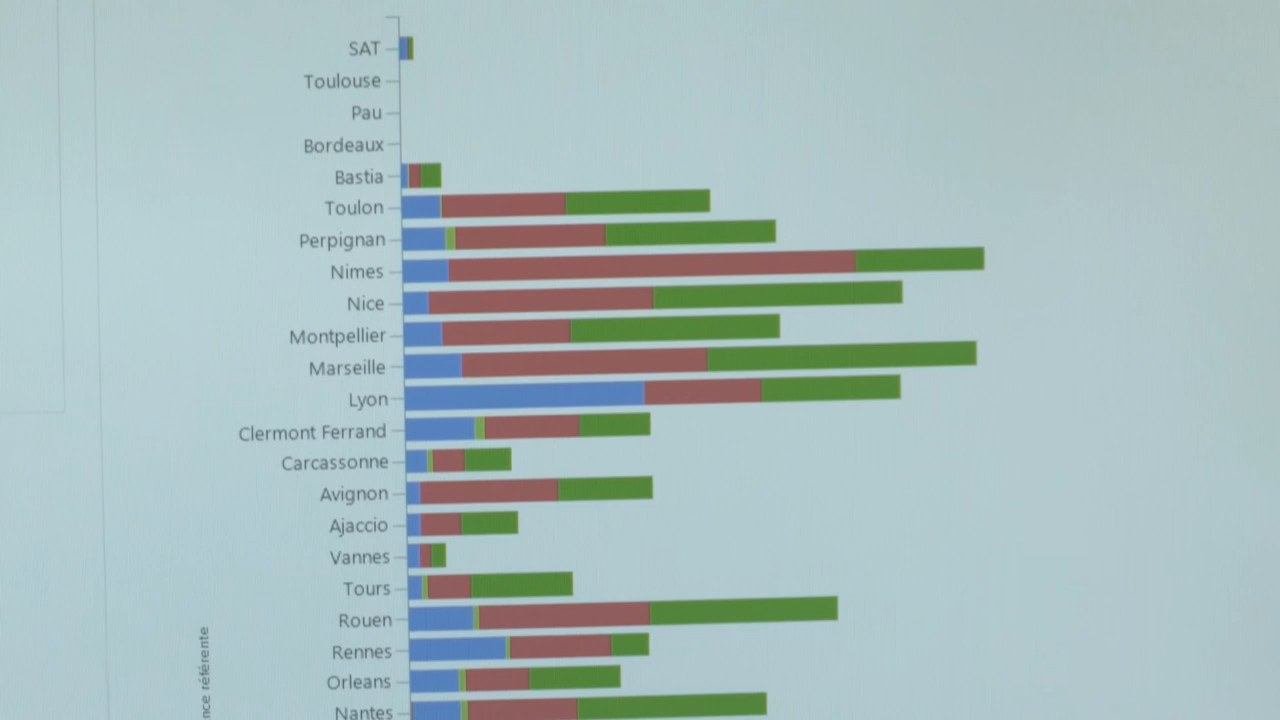 SAT
Toulouse
Pau
Bordeaux
Bastia
Toulon
Perpignan
Nimes
Nice
Montpellier
Marseille
Lyon
Clermont Ferrand
Carcassonne
Avignon
Ajaccio
Vannes
Tours
Rouen
Rennes
Orleans
Nantes
référente